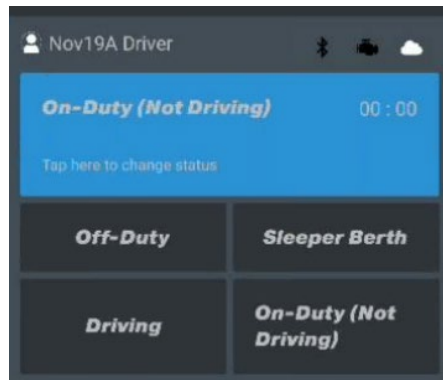 Nov19A Driver
On-Duty (Not Driving) 00 : 00
Tap here to change status
Off-Duty Sleeper Berth
Driving On-Duty (Not
Driving)